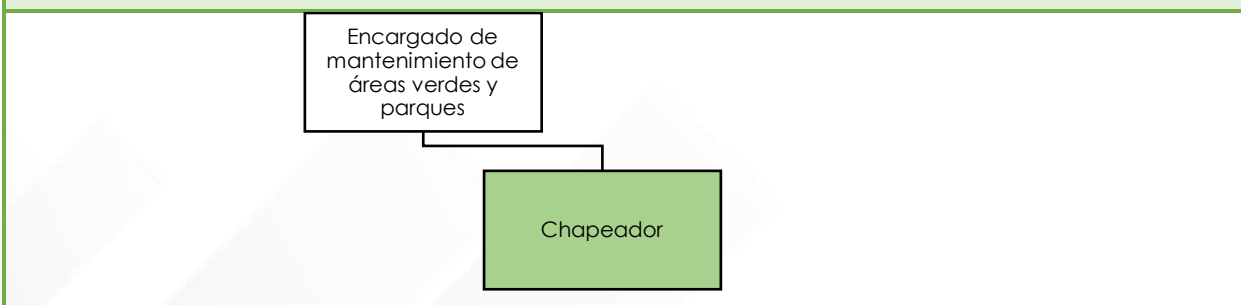 Encargado de
mantenimiento de
áreas verdes y
parques
Chapeador